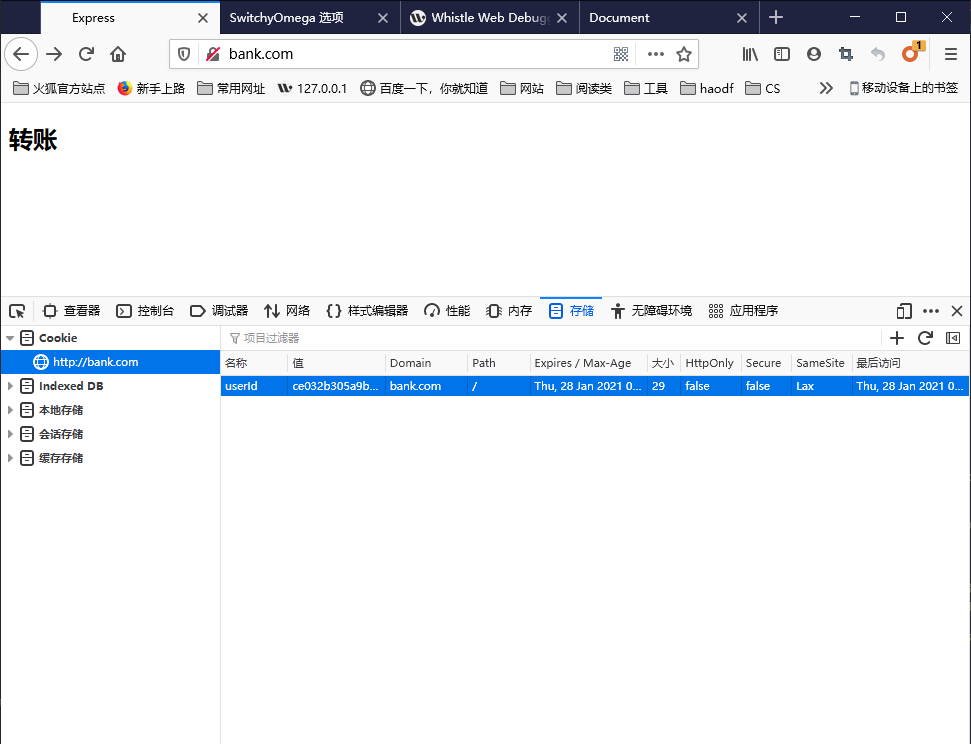 Express
SwitchyOmega 选项
Whistle Web Debugg
Document
bank.com
1
火狐官方站点 新手上路 常用网址 127.0.0.1 百度一下，你就知道 网站 阅读类 工具 haodf CS 移动设备上的书签
转账
查看器 控制台 调试器 网络 样式编辑器 性能 内存 存储 无障碍环境 应用程序
Cookie
http://bank.com
Indexed DB
本地存储
会话存储
缓存存储
项目过滤器
名称 值 Domain Path Expires / Max-Age 大小 HttpOnly Secure SameSite 最后访问
userId ce032b305a9b... bank.com / Thu, 28 Jan 2021 0... 29 false false Lax Thu, 28 Jan 2021 0...